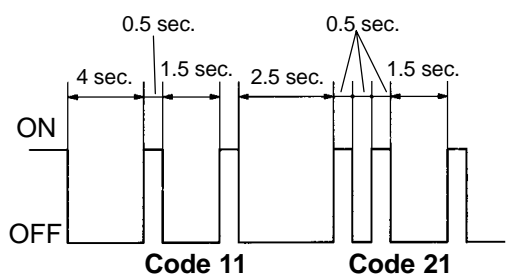 0.5 sec. 0.5 sec.
4 sec. 1.5 sec. 2.5 sec. 1.5 sec.
ON
OFF
Code 11 Code 21